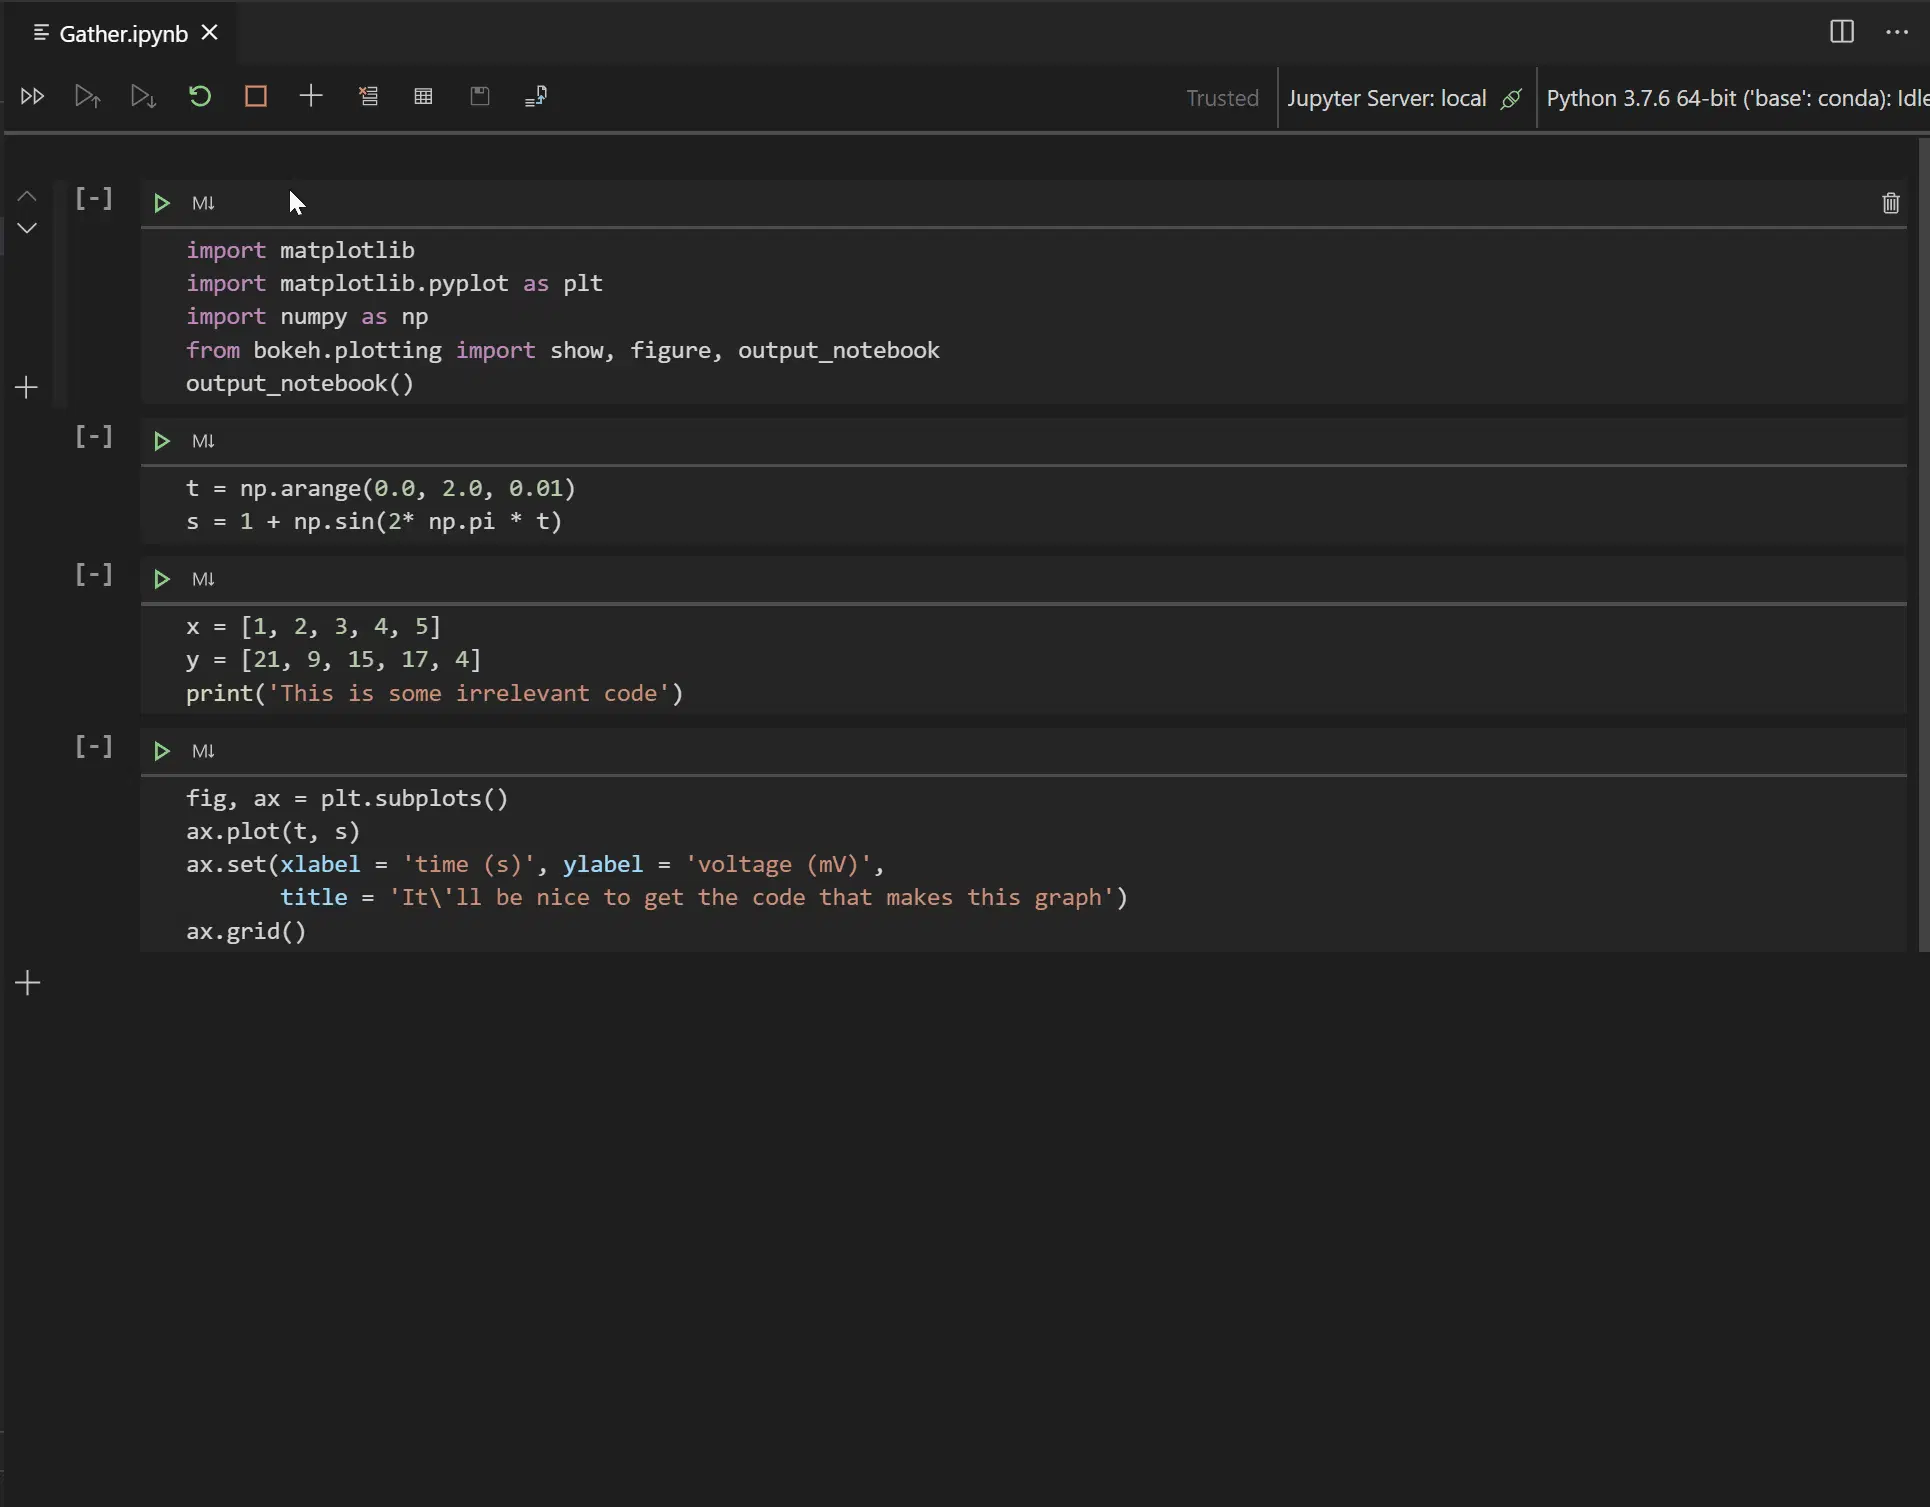 Gather.ipynb
Trusted
Jupyter Server: local
Python 3.7.6 64-bit ('base': conda): Idle
[-]
M↓
import matplotlib
import matplotlib.pyplot as plt
import numpy as np
from bokeh.plotting import show, figure, output_notebook
output_notebook()
[-]
M↓
t = np.arange(0.0, 2.0, 0.01)
s = 1 + np.sin(2* np.pi * t)
[-]
M↓
x = [1, 2, 3, 4, 5]
y = [21, 9, 15, 17, 4]
print('This is some irrelevant code')
[-]
M↓
fig, ax = plt.subplots()
ax.plot(t, s)
ax.set(xlabel = 'time (s)', ylabel = 'voltage (mV)',
title = 'It\'ll be nice to get the code that makes this graph')
ax.grid()